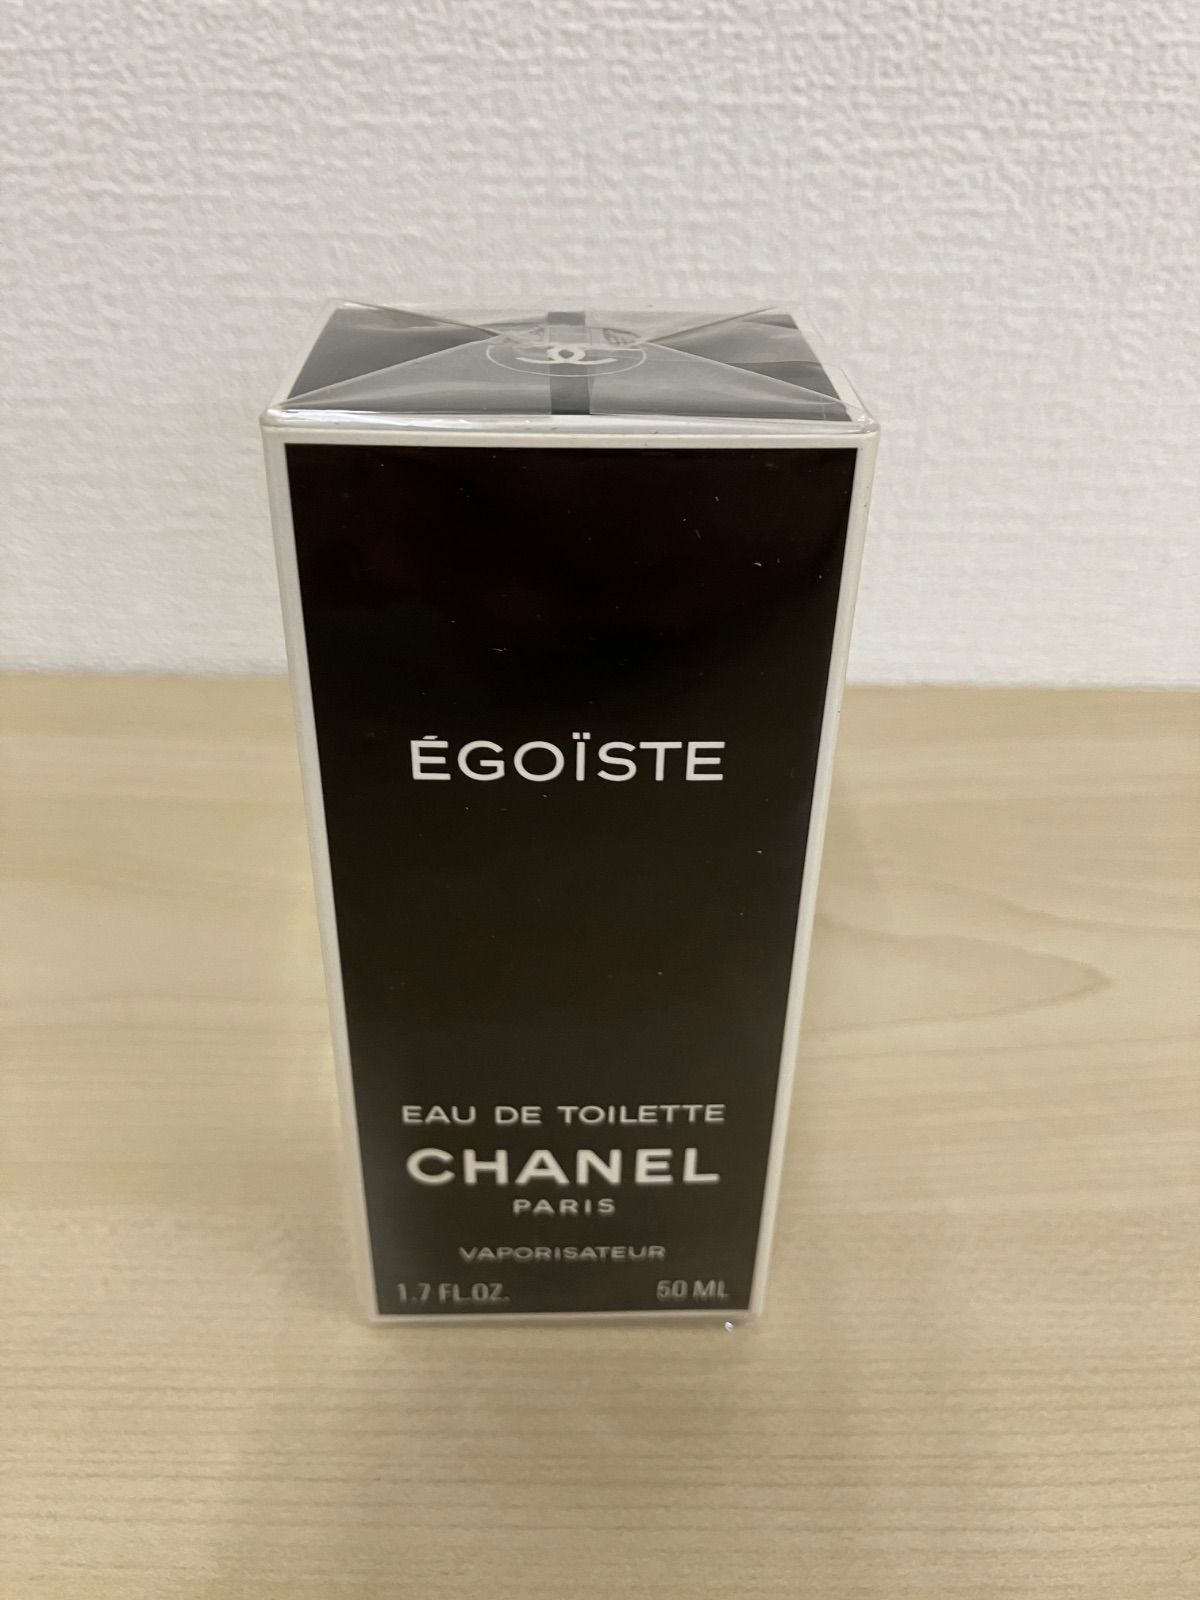 ÉGOÏSTE
EAU DE TOILETTE
CHANEL
PARIS
VAPORISATEUR
1.7 FL.OZ. 50 ML